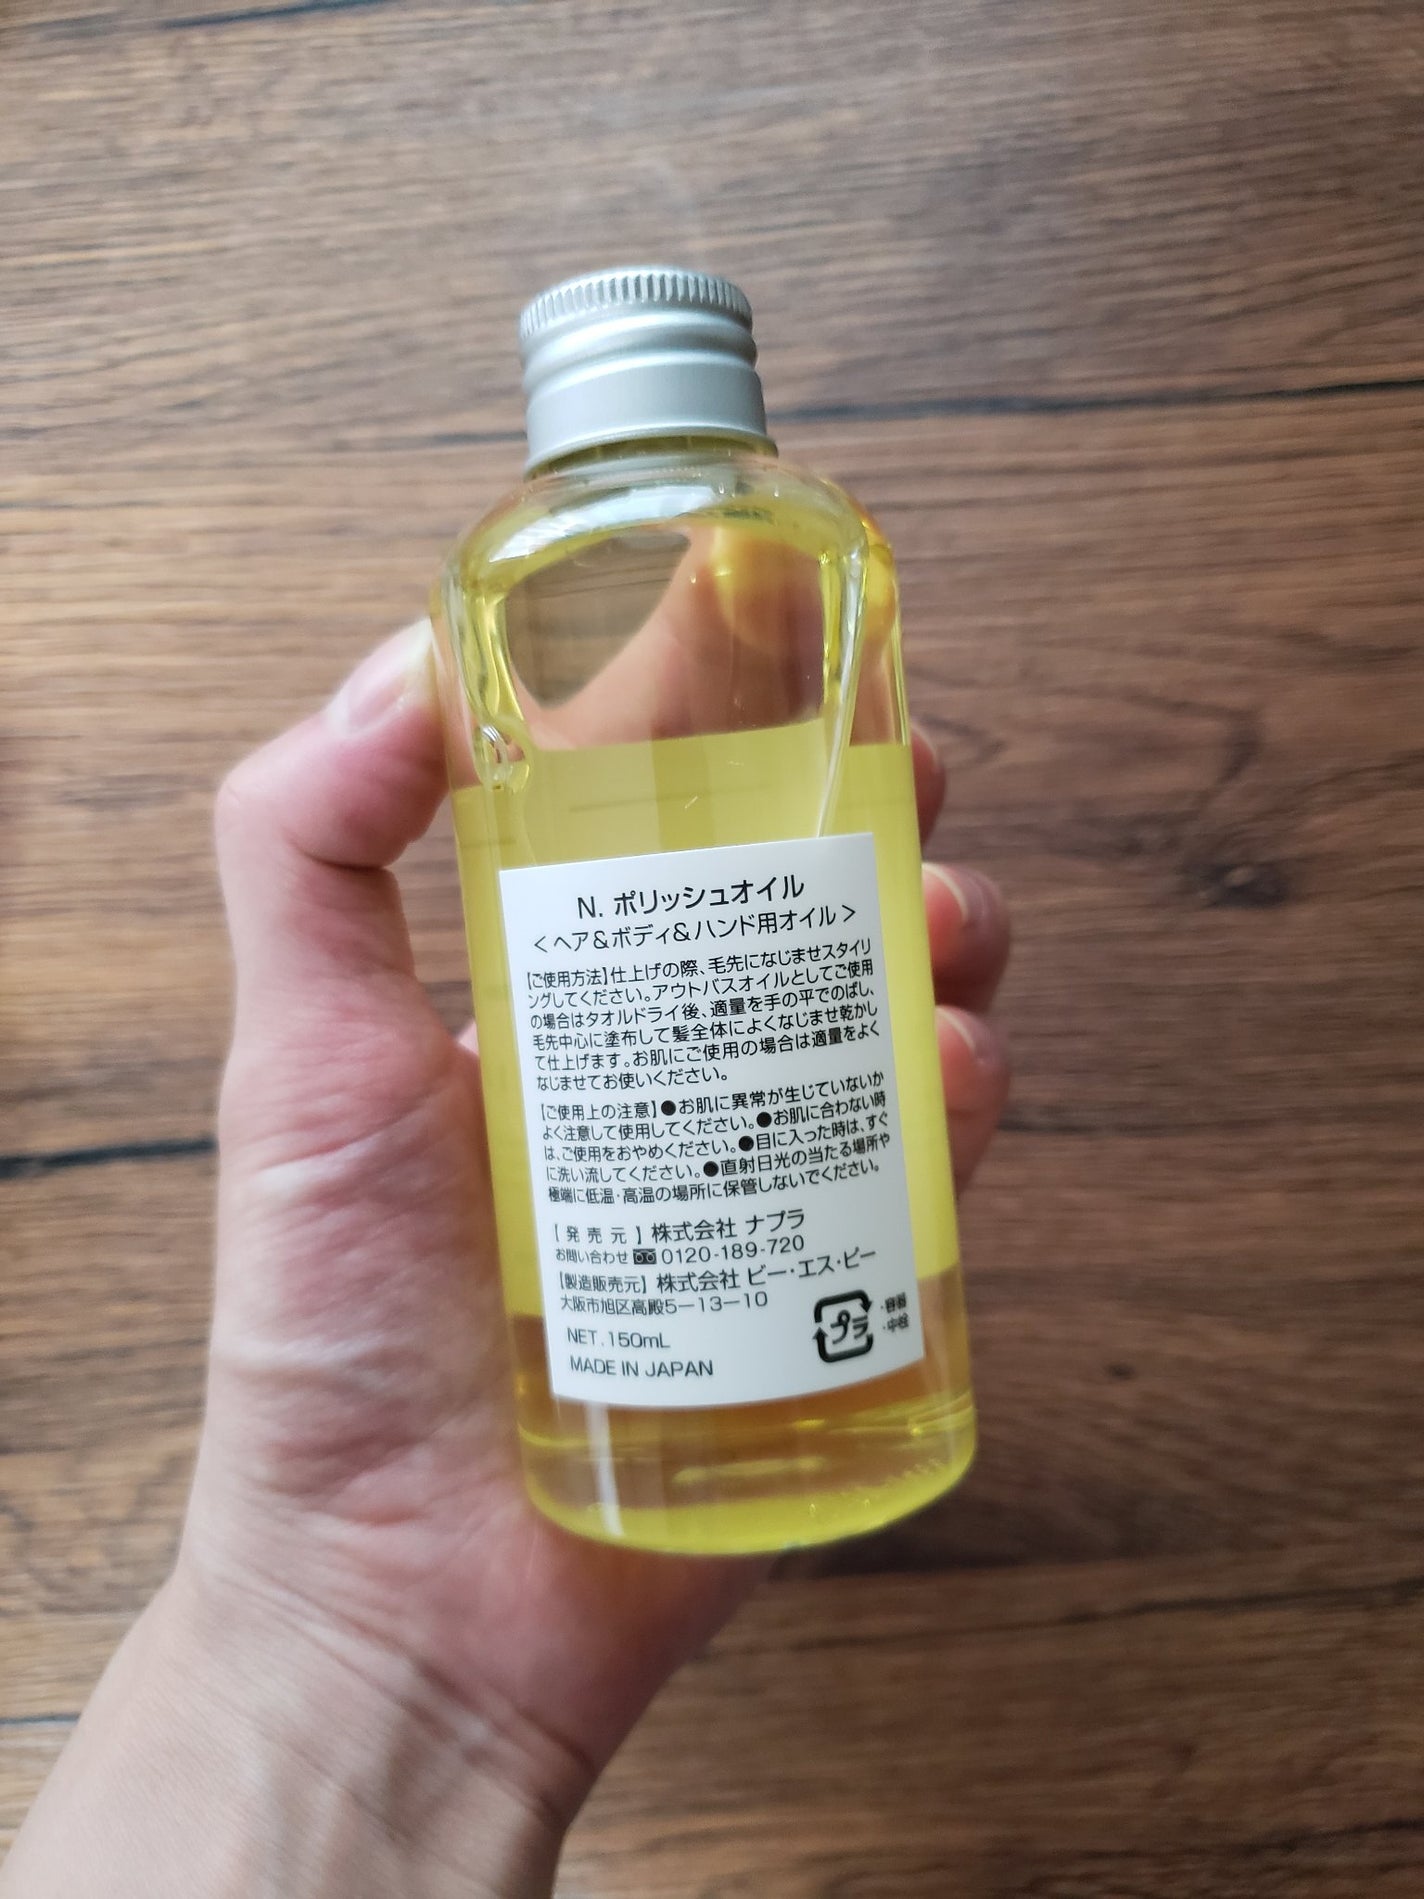 N. ポリッシュオイル
<ヘア&ボディ&ハンド用オイル>
【ご使用方法】仕上げの際、毛先になじませスタイリ
ングしてください。アウトバスオイルとしてご使用
の場合はタオルドライ後、適量を手の平でのばし、
毛先中心に塗布して髪全体によくなじませ乾かし
て仕上げます。お肌にご使用の場合は適量をよく
なじませてお使いください。
【ご使用上の注意】●お肌に異常が生じていないか
よく注意して使用してください。●お肌に合わない時
は、ご使用をおやめください。●目に入った時は、すぐ
に洗い流してください。●直射日光の当たる場所や
極端に低温・高温の場所に保管しないでください。
【発売元】株式会社 ナプラ
お問い合わせ 0120-189-720
【製造販売元】株式会社 ビー・エス・ピー
大阪市旭区高殿5-13-10
NET. 150mL
MADE IN JAPAN
プラ
・容器
・中栓